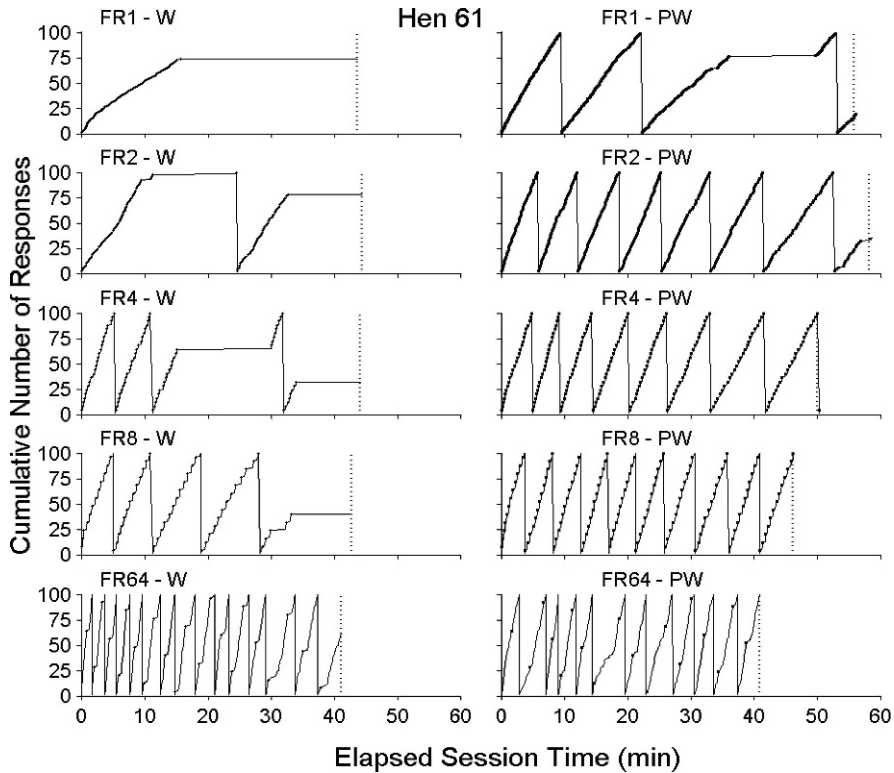 Hen 61
FR1 - W
FR1 - PW
100
75
50
25
0
FR2 - W
FR2 - PW
100
75
50
25
0
FR4 - W
FR4 - PW
100
75
50
25
0
FR8 - W
FR8 - PW
100
75
50
25
0
FR64 - W
FR64 - PW
100
75
50
25
0
0 10 20 30 40 50 60
0 10 20 30 40 50 60
Cumulative Number of Responses
Elapsed Session Time (min)